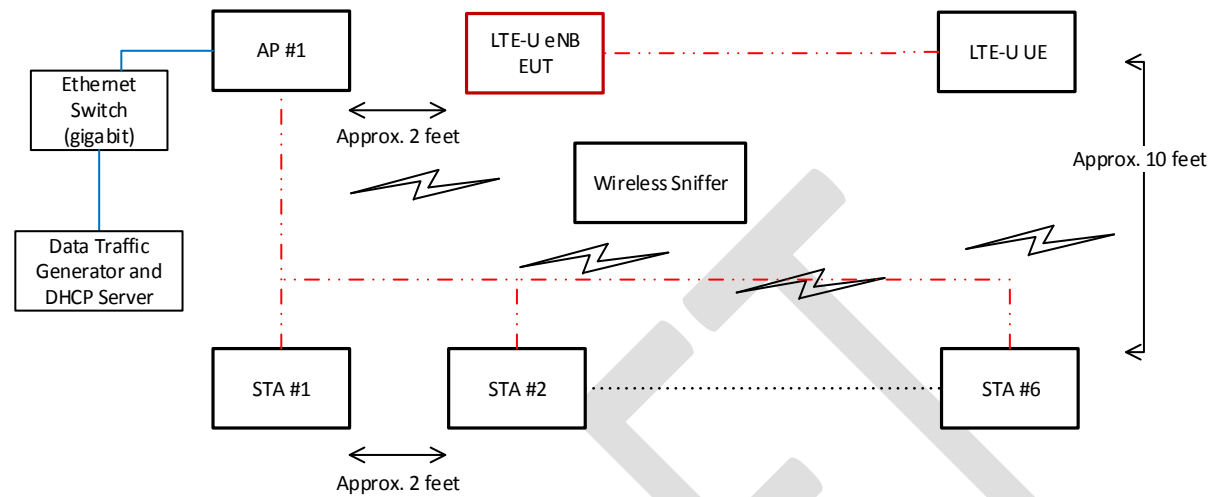 AP #1
LTE-U eNB
EUT
LTE-U UE
Ethernet
Switch
(gigabit)
Approx. 2 feet
Approx. 10 feet
Wireless Sniffer
Data Traffic
Generator and
DHCP Server
STA #1
STA #2
STA #6
Approx. 2 feet